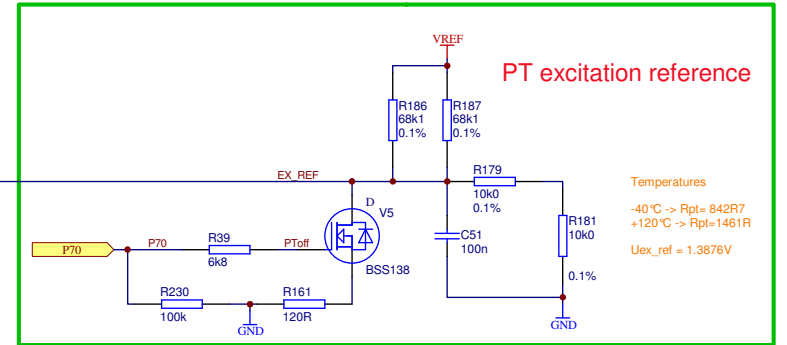 VREF
PT excitation reference
R186
68k1
0.1%
R187
68k1
0.1%
EX_REF
R179
10k0
0.1%
Temperatures
-40°C -> Rpt= 842R7
+120°C -> Rpt=1461R
Uex_ref = 1.3876V
D
V5
R181
10k0
0.1%
P70
P70
R39
6k8
PToff
C51
100n
BSS138
R230
100k
R161
120R
GND
GND